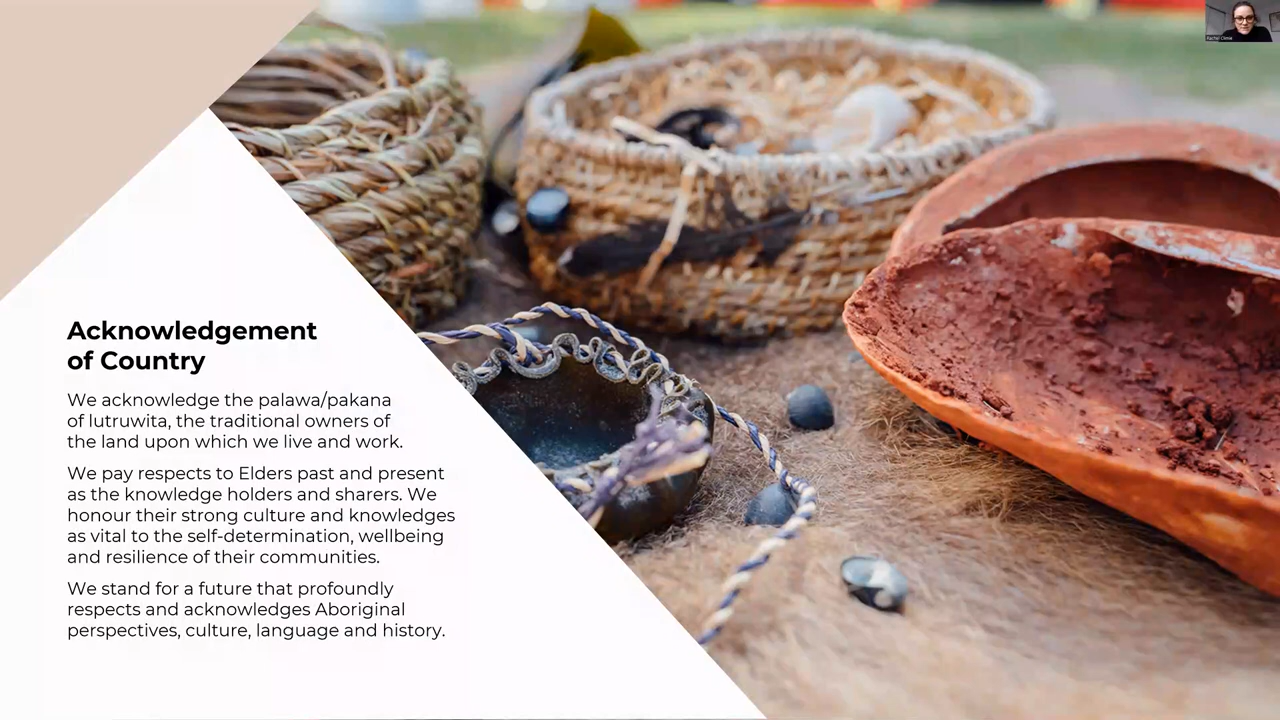 Acknowledgement
of Country
We acknowledge the palawa/pakana
of lutruwita, the traditional owners of
the land upon which we live and work.
We pay respects to Elders past and present
as the knowledge holders and sharers. We
honour their strong culture and knowledges
as vital to the self-determination, wellbeing
and resilience of their communities.
We stand for a future that profoundly
respects and acknowledges Aboriginal
perspectives, culture, language and history.